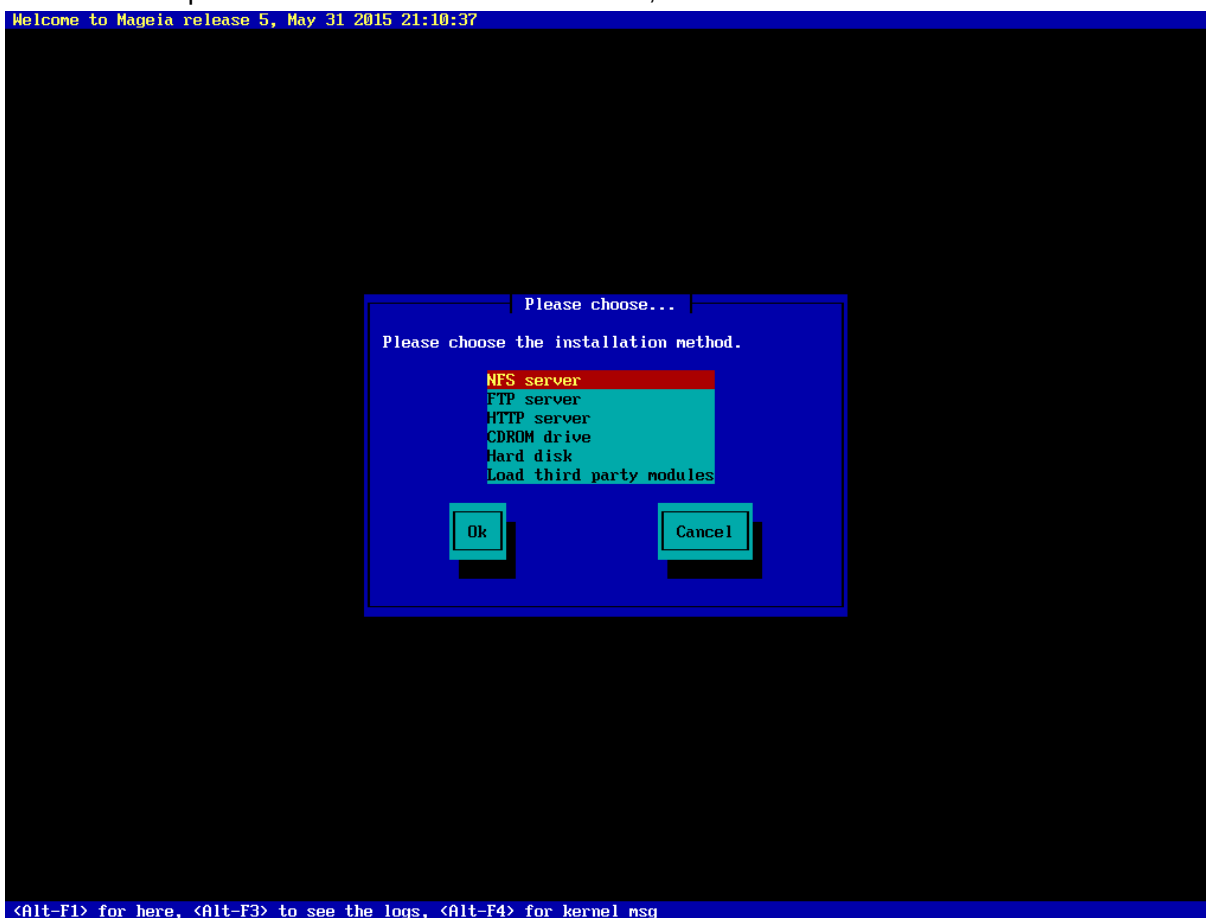 Welcome to Mageia release 5, May 31 2015 21:10:37
Please choose...
Please choose the installation method.
NFS server
FTP server
HTTP server
CDROM drive
Hard disk
Load third party modules
Ok
Cancel
<Alt-F1> for here, <Alt-F3> to see the logs, <Alt-F4> for kernel msg